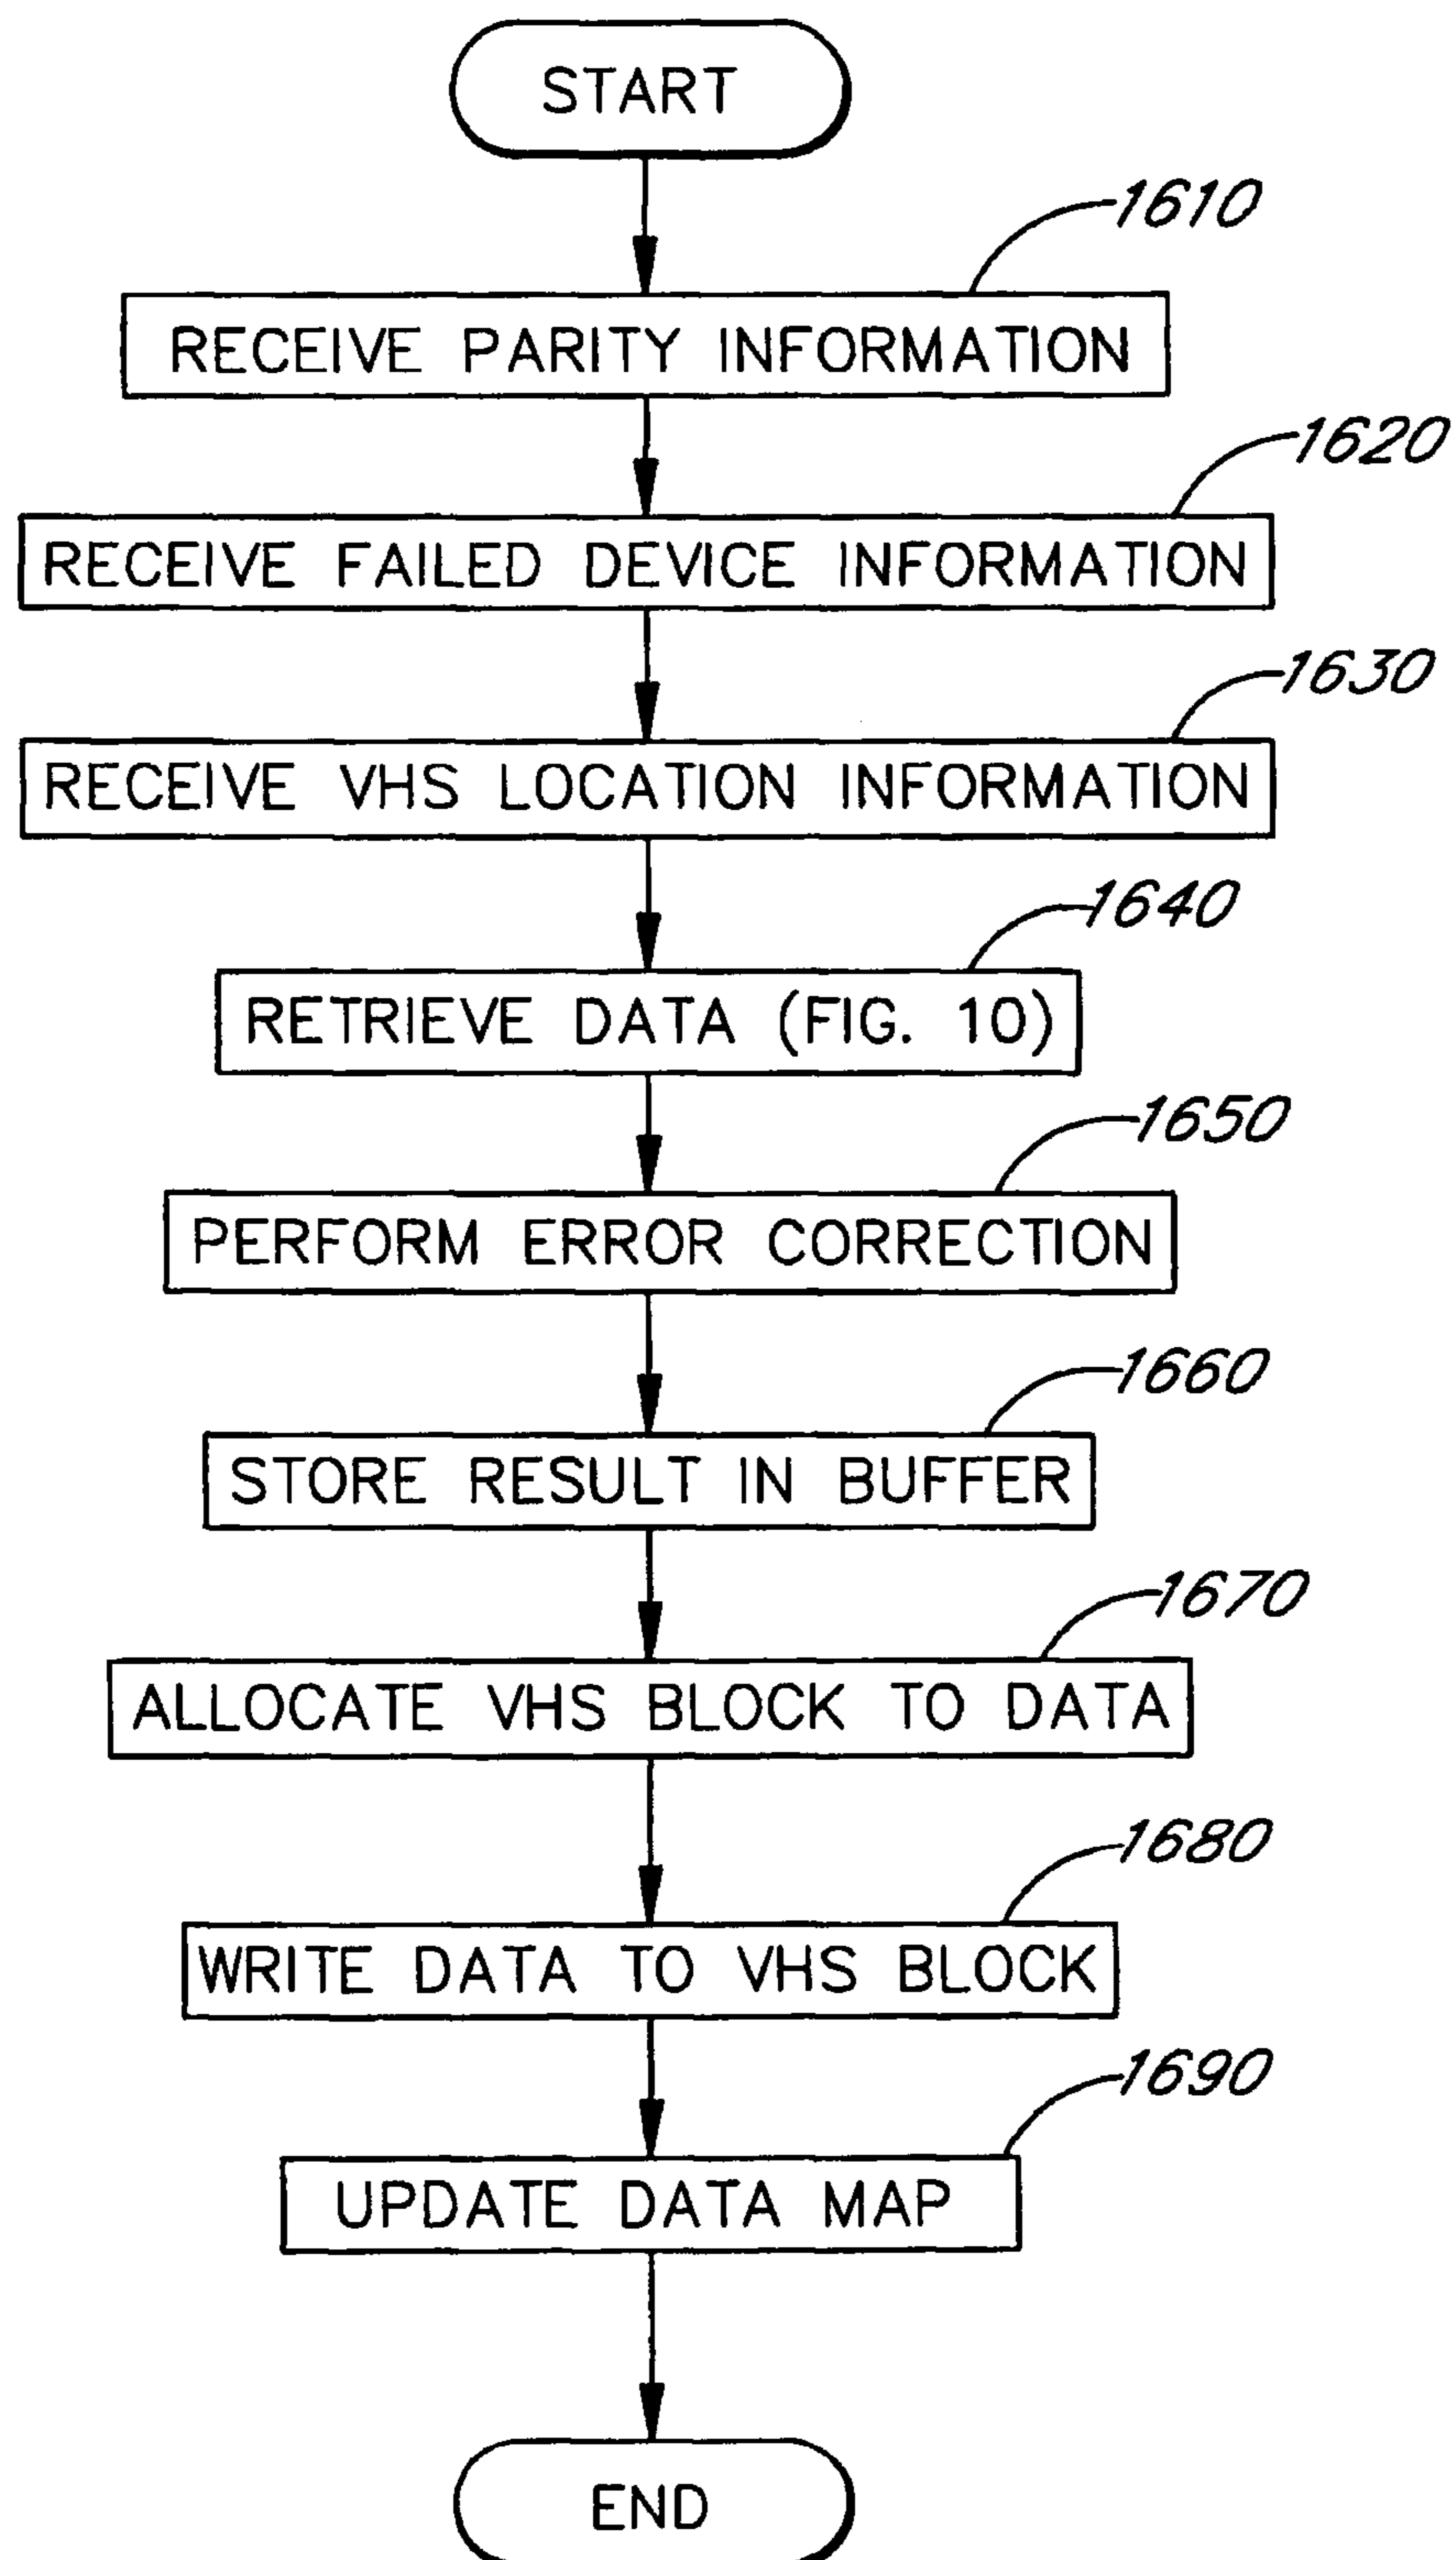 START
1610
RECEIVE PARITY INFORMATION
1620
RECEIVE FAILED DEVICE INFORMATION
1630
RECEIVE VHS LOCATION INFORMATION
1640
RETRIEVE DATA (FIG. 10)
1650
PERFORM ERROR CORRECTION
1660
STORE RESULT IN BUFFER
1670
ALLOCATE VHS BLOCK TO DATA
1680
WRITE DATA TO VHS BLOCK
1690
UPDATE DATA MAP
END